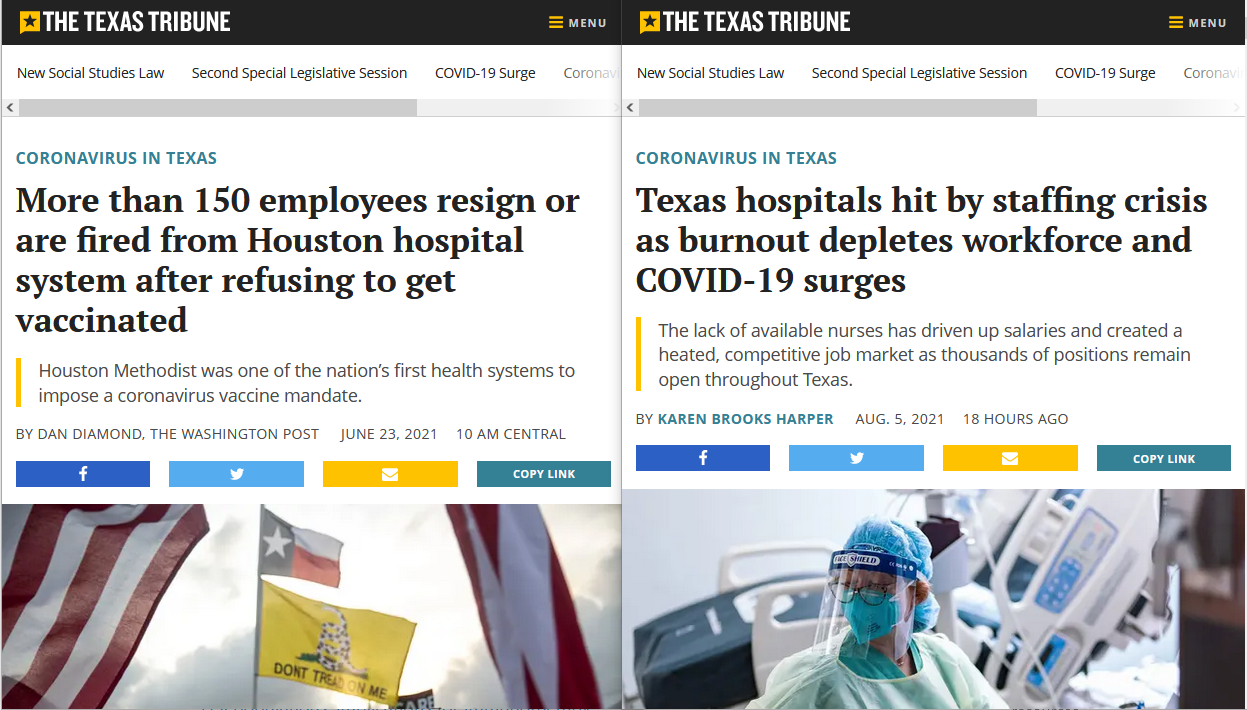 THE TEXAS TRIBUNE
MENU
New Social Studies Law Second Special Legislative Session COVID-19 Surge Coronavi
CORONAVIRUS IN TEXAS
More than 150 employees resign or
are fired from Houston hospital
system after refusing to get
vaccinated
Houston Methodist was one of the nation's first health systems to
impose a coronavirus vaccine mandate.
BY DAN DIAMOND, THE WASHINGTON POST JUNE 23, 2021 10 AM CENTRAL
COPY LINK
DONT TREAD ON ME
CARE
THE TEXAS TRIBUNE
MENU
New Social Studies Law Second Special Legislative Session COVID-19 Surge Coronavi
CORONAVIRUS IN TEXAS
Texas hospitals hit by staffing crisis
as burnout depletes workforce and
COVID-19 surges
The lack of available nurses has driven up salaries and created a
heated, competitive job market as thousands of positions remain
open throughout Texas.
BY KAREN BROOKS HARPER AUG. 5, 2021 18 HOURS AGO
COPY LINK
FACE SHIELD